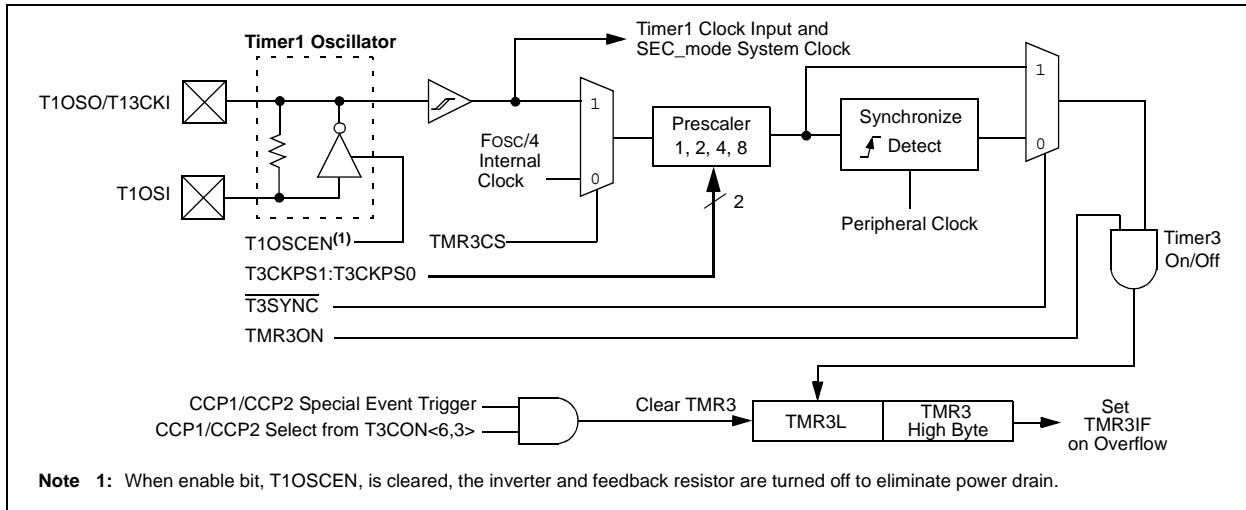 Timer1 Oscillator
Timer1 Clock Input and
SEC_mode System Clock
T1OSO/T13CKI
T1OSI
FOSC/4
Internal
Clock
1
0
Prescaler
1, 2, 4, 8
2
Synchronize
Detect
Peripheral Clock
1
0
Timer3
On/Off
T1OSCEN(1)
TMR3CS
T3CKPS1:T3CKPS0
T3SYNC
TMR3ON
CCP1/CCP2 Special Event Trigger
CCP1/CCP2 Select from T3CON<6,3>
Clear TMR3
TMR3L
TMR3
High Byte
Set
TMR3IF
on Overflow
Note 1: When enable bit, T1OSCEN, is cleared, the inverter and feedback resistor are turned off to eliminate power drain.